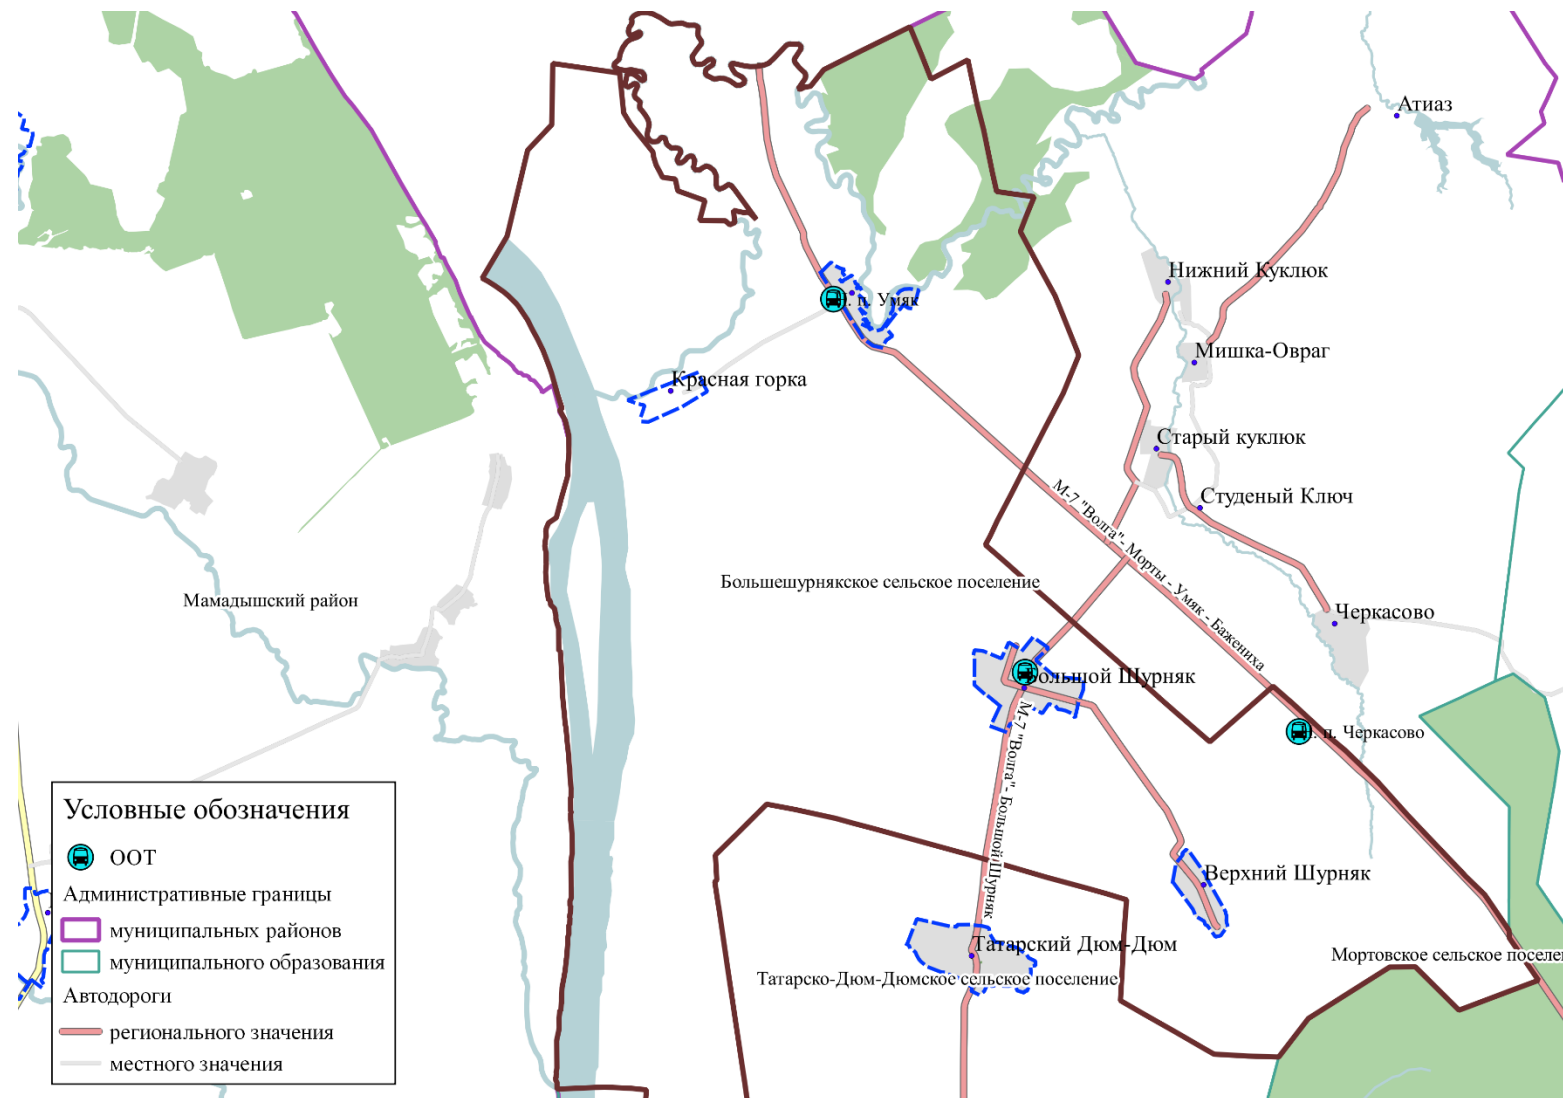 Атиаз
Нижний Куклюк
п. Умяк
Мишка-Овраг
Красная горка
Старый куклюк
Студеный Ключ
М-7 "Волга"- Морты - Умяк - Бажениха
Большешурнякское сельское поселение
Мамадышский район
Черкасово
Большой Шурняк
М-7 "Волга"- Большой Шурняк
п. Черкасово
Верхний Шурняк
Татарский Дюм-Дюм
Мортовское сельское поселе
Татарско-Дюм-Дюмское сельское поселение
Условные обозначения
ООТ
Административные границы
муниципальных районов
муниципального образования
Автодороги
регионального значения
местного значения